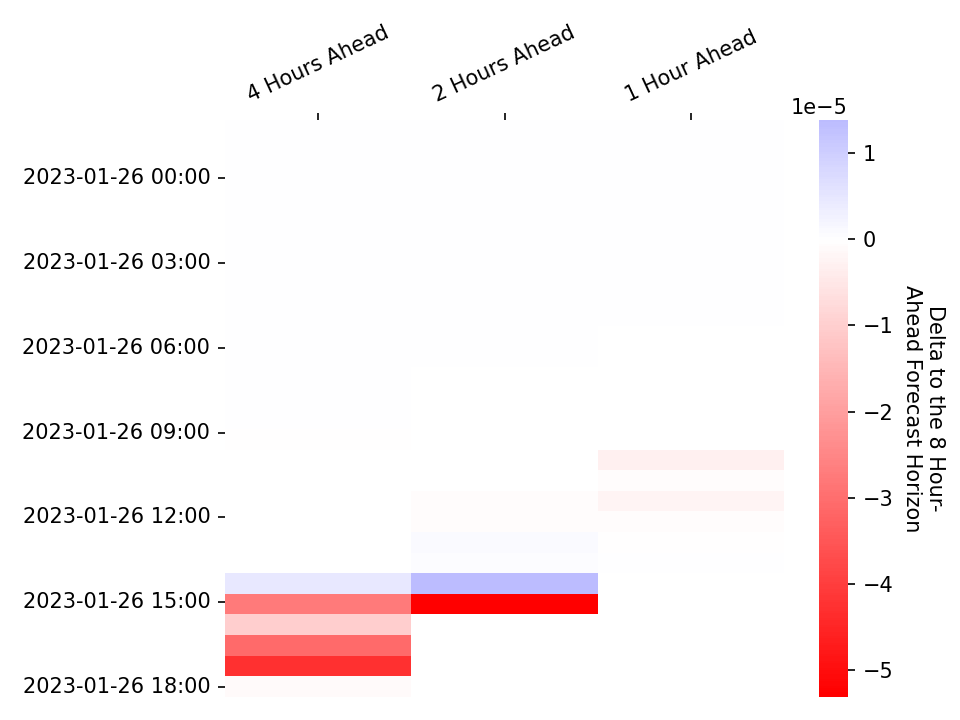 4 Hours Ahead
2 Hours Ahead
1 Hour Ahead
1e−5
2023-01-26 00:00
2023-01-26 03:00
2023-01-26 06:00
2023-01-26 09:00
2023-01-26 12:00
2023-01-26 15:00
2023-01-26 18:00
1
0
−1
−2
−3
−4
−5
Delta to the 8 Hour-
Ahead Forecast Horizon